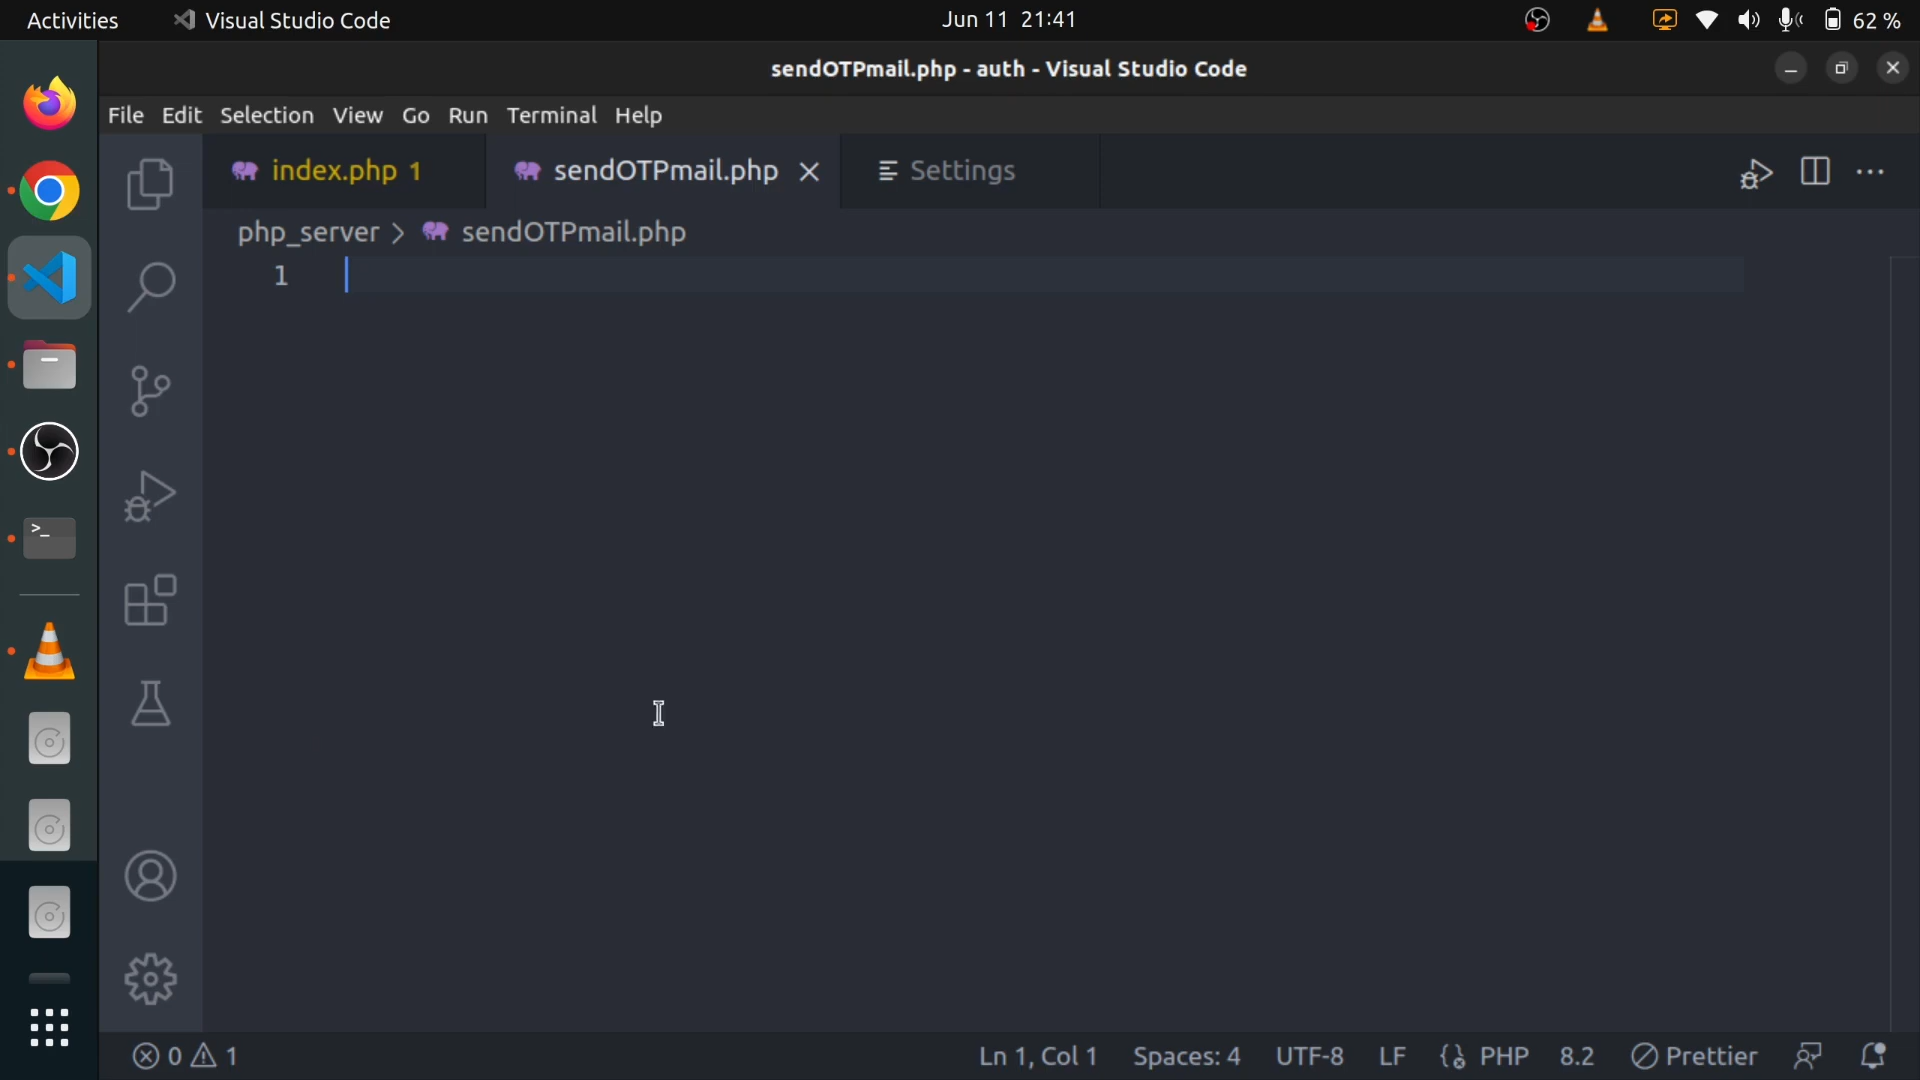 Activities Visual Studio Code Jun 11 21:41 62 %
sendOTPmail.php - auth - Visual Studio Code
File Edit Selection View Go Run Terminal Help
index.php 1 sendOTPmail.php Settings
php_server > sendOTPmail.php
1
>_
0 1 Ln 1, Col 1 Spaces: 4 UTF-8 LF PHP 8.2 Prettier